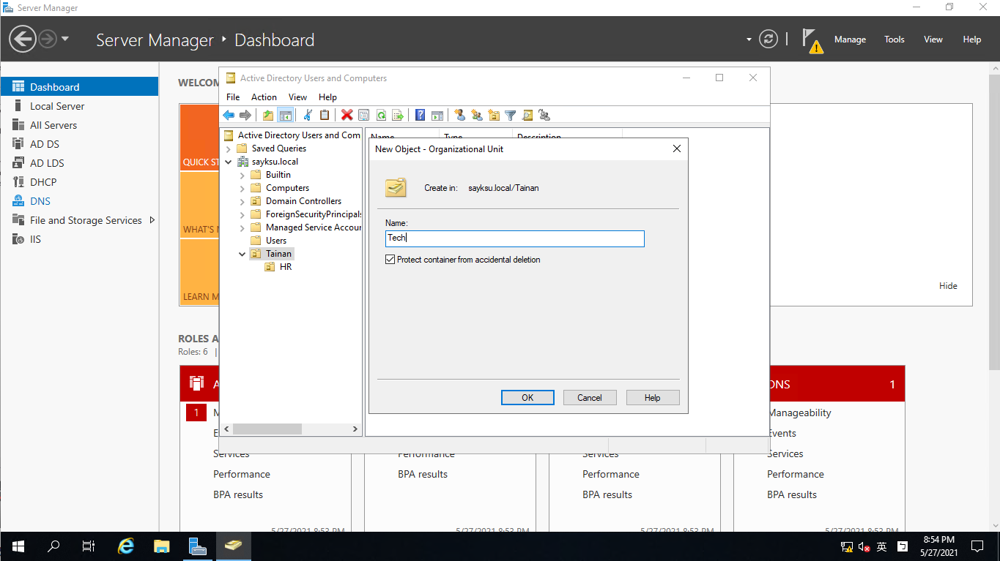 Server Manager
Server Manager
Dashboard
Manage
Tools
View
Help
Dashboard
Local Server
All Servers
AD DS
AD LDS
DHCP
DNS
File and Storage Services
IIS
WELCOM
QUICK ST
WHAT'S
LEARN M
Hide
ROLES A
Roles: 6 |
Active Directory Users and Computers
File
Action
View
Help
Active Directory Users and Com
Saved Queries
sayksu.local
Builtin
Computers
Domain Controllers
ForeignSecurityPrincipals
Managed Service Accour
Users
Tainan
HR
Name
Type
Description
New Object - Organizational Unit
Create in: sayksu.local/Tainan
Name:
Tech
Protect container from accidental deletion
OK
Cancel
Help
A
1
M
E
Services
Performance
BPA results
5/27/2021 8:53 PM
Performance
BPA results
5/27/2021 8:53 PM
Services
Performance
BPA results
5/27/2021 8:53 PM
DNS
1
Manageability
Events
Services
Performance
BPA results
5/27/2021 8:53 PM
英
8:54 PM
5/27/2021